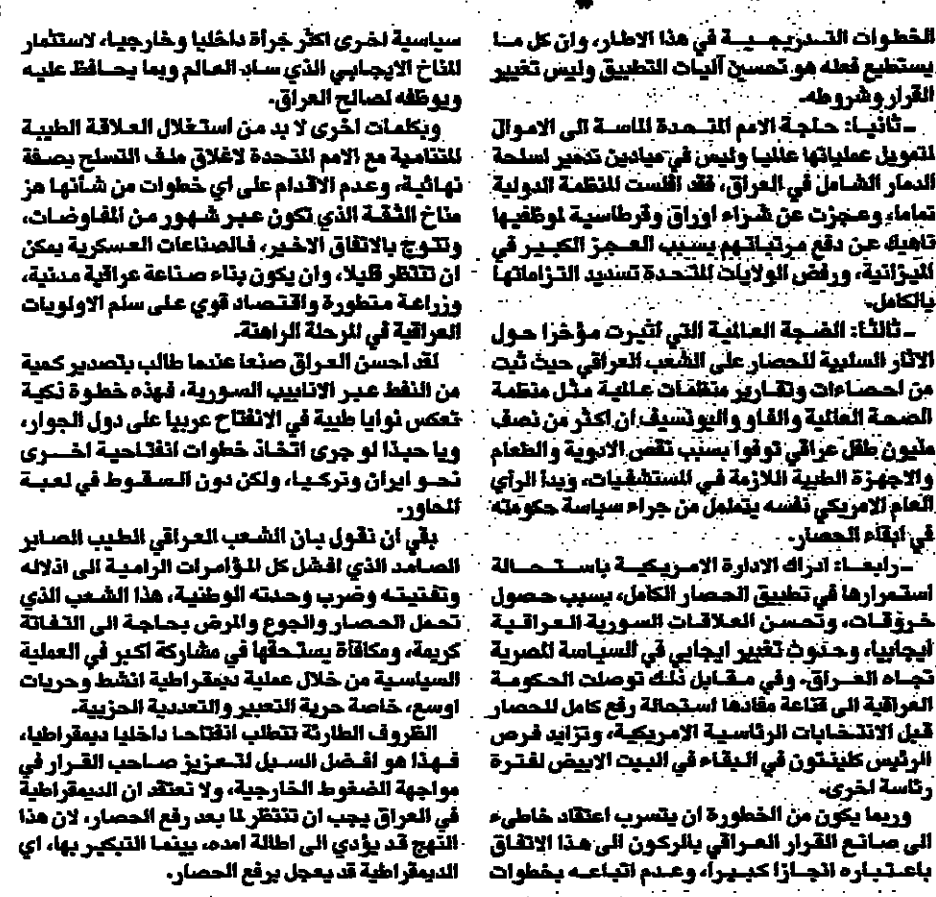 الخطوات التدريجية في هذا الاطار، وان كل منا
يستطيع فعله هو تحسين آليات التطبيق وليس تغيير
القرار وشروطه.
ـ ثانيا: حاجة الامم المتحدة الماسة الى الاموال
لتمويل عملياتها عالميا وليس في ميادين تدمير اسلحة
الدمار الشامل في العراق، فقد افلست المنظمة الدولية
تماما، وعجزت عن شراء اوراق وقرطاسية لموظفيها
ناهيك عن دفع مرتباتهم بسبب العجز الكبير في
الميزانية، ورفض الولايات المتحدة تسديد التزاماتها
بالكامل.
ـ ثالثا: الضجة العالمية التي اثيرت مؤخرا حول
الاثار السلبية للحصار على الشعب العراقي حيث ثبت
من احصاءات وتقارير منظمات عالمية مثل منظمة
الصحة العالمية والفاو واليونسيف ان اكثر من نصف
مليون طفل عراقي توفوا بسبب نقص الادوية والطعام
والاجهزة الطبية اللازمة في المستشفيات، وبدأ الرأي
العام الامريكي نفسه يتململ من جراء سياسة حكومته
في ابقاء الحصار.
ـ رابعا: ادراك الادارة الامريكية باستحالة
استمرارها في تطبيق الحصار الكامل، بسبب حصول
خروقات، وتحسن العلاقات السورية العراقية
ايجابيا، وحدوث تغيير ايجابي في السياسة المصرية
تجاه العراق. وفي مقابل ذلك توصلت الحكومة
العراقية الى قناعة مفادها استحالة رفع كامل للحصار
قبل الانتخابات الرئاسية الامريكية، وتزايد فرص
الرئيس كلينتون في البقاء في البيت الابيض لفترة
رئاسة اخرى.
وربما يكون من الخطورة ان يتسرب اعتقاد خاطىء
الى صانع القرار العراقي بالركون الى هذا الاتفاق
باعتباره انجازا كبيرا، وعدم اتباعه بخطوات
سياسية اخرى اكثر جرأة داخليا وخارجيا، لاستثمار
المناخ الايجابي الذي ساد العالم وبما يحافظ عليه
ويوظفه لصالح العراق.
وبكلمات اخرى لا بد من استغلال العلاقة الطيبة
المتنامية مع الامم المتحدة لاغلاق ملف التسلح بصفة
نهائية، وعدم الاقدام على اي خطوات من شأنها هز
مناخ الثقة الذي تكون عبر شهور من المفاوضات،
وتتوج بالاتفاق الاخير، فالصناعات العسكرية يمكن
ان تنتظر قليلا، وان يكون بناء صناعة عراقية مدنية،
وزراعة متطورة واقتصاد قوي على سلم الاولويات
العراقية في المرحلة الراهنة.
لقد احسن العراق صنعا عندما طالب بتصدير كمية
من النفط عبر الانابيب السورية، فهذه خطوة ذكية
تعكس نوايا طيبة في الانفتاح عربيا على دول الجوار،
ويا حبذا لو جرى اتخاذ خطوات انفتاحية اخرى
نحو ايران وتركيا، ولكن دون السقوط في لعبة
المحاور.
بقي ان نقول بان الشعب العراقي الطيب الصابر
الصامد الذي افشل كل المؤامرات الرامية الى اذلاله
وتفتيته وضرب وحدته الوطنية، هذا الشعب الذي
تحمل الحصار والجوع والمرض بحاجة الى التفاتة
كريمة، ومكافأة يستحقها في مشاركة اكبر في العملية
السياسية من خلال عملية ديمقراطية انشط وحريات
اوسع، خاصة حرية التعبير والتعددية الحزبية.
الظروف الطارئة تتطلب انفتاحا داخليا ديمقراطيا،
فهذا هو افضل السبل لتعزيز صاحب القرار في
مواجهة الضغوط الخارجية، ولا نعتقد ان الديمقراطية
في العراق يجب ان تنتظر لما بعد رفع الحصار، لان هذا
النهج قد يؤدي الى اطالة امده، بينما التبكير بها، اي
الديمقراطية قد يعجل برفع الحصار.